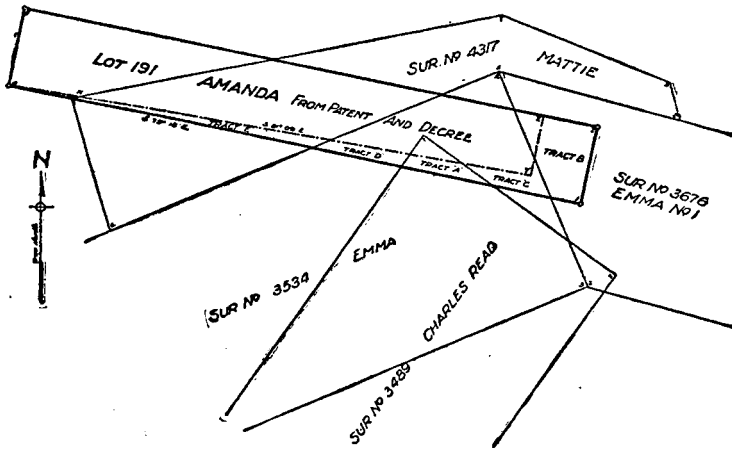 LOT 191
AMANDA FROM PATENT AND DECREE
SUR. Nº 4317
MATTIE
TRACT B
TRACT D
TRACT A
TRACT C
N
SUR Nº 3678
EMMA Nº 1
EMMA
SUR Nº 3534
CHARLES READ
SUR Nº 3489